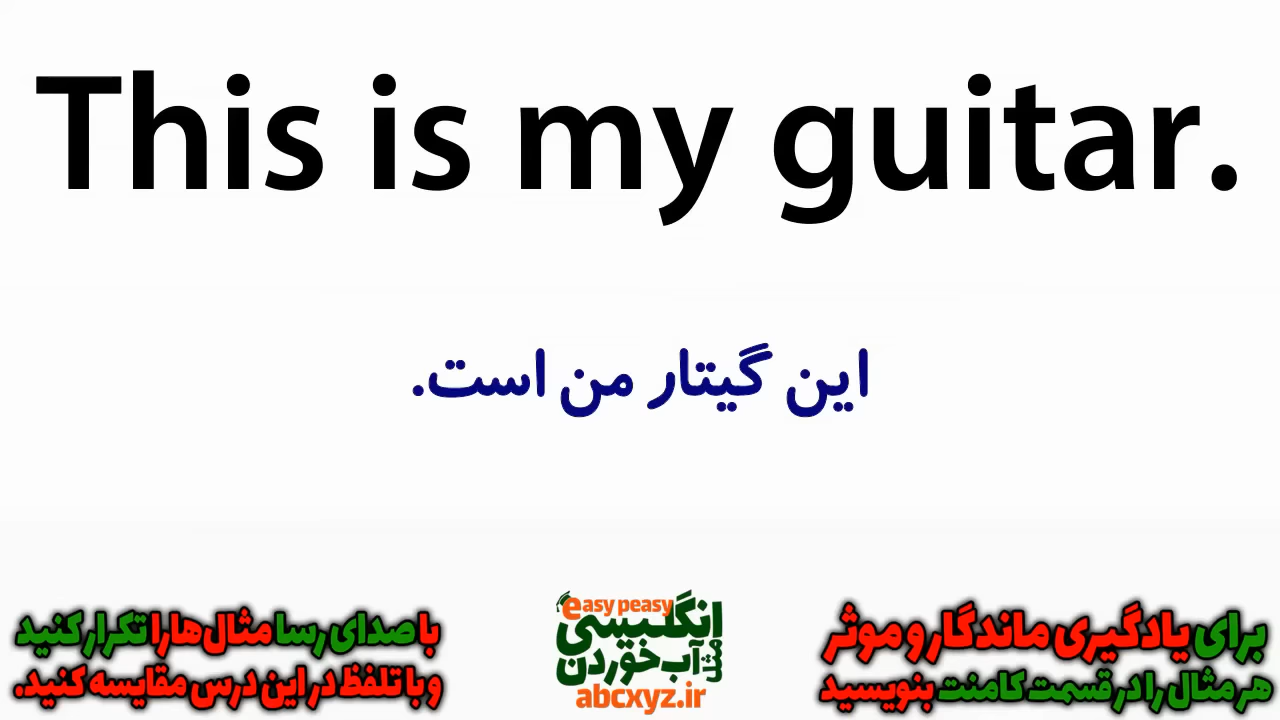 This is my guitar.
این گیتار من است.
برای یادگیری ماندگار و موثر
هر مثال را در قسمت کامنت بنویسید
easy peasy
انگلیسی
مثل
آب خوردن
abcxyz.ir
با صدای رسا مثال‌ها را تکرار کنید
و با تلفظ در این درس مقایسه کنید.